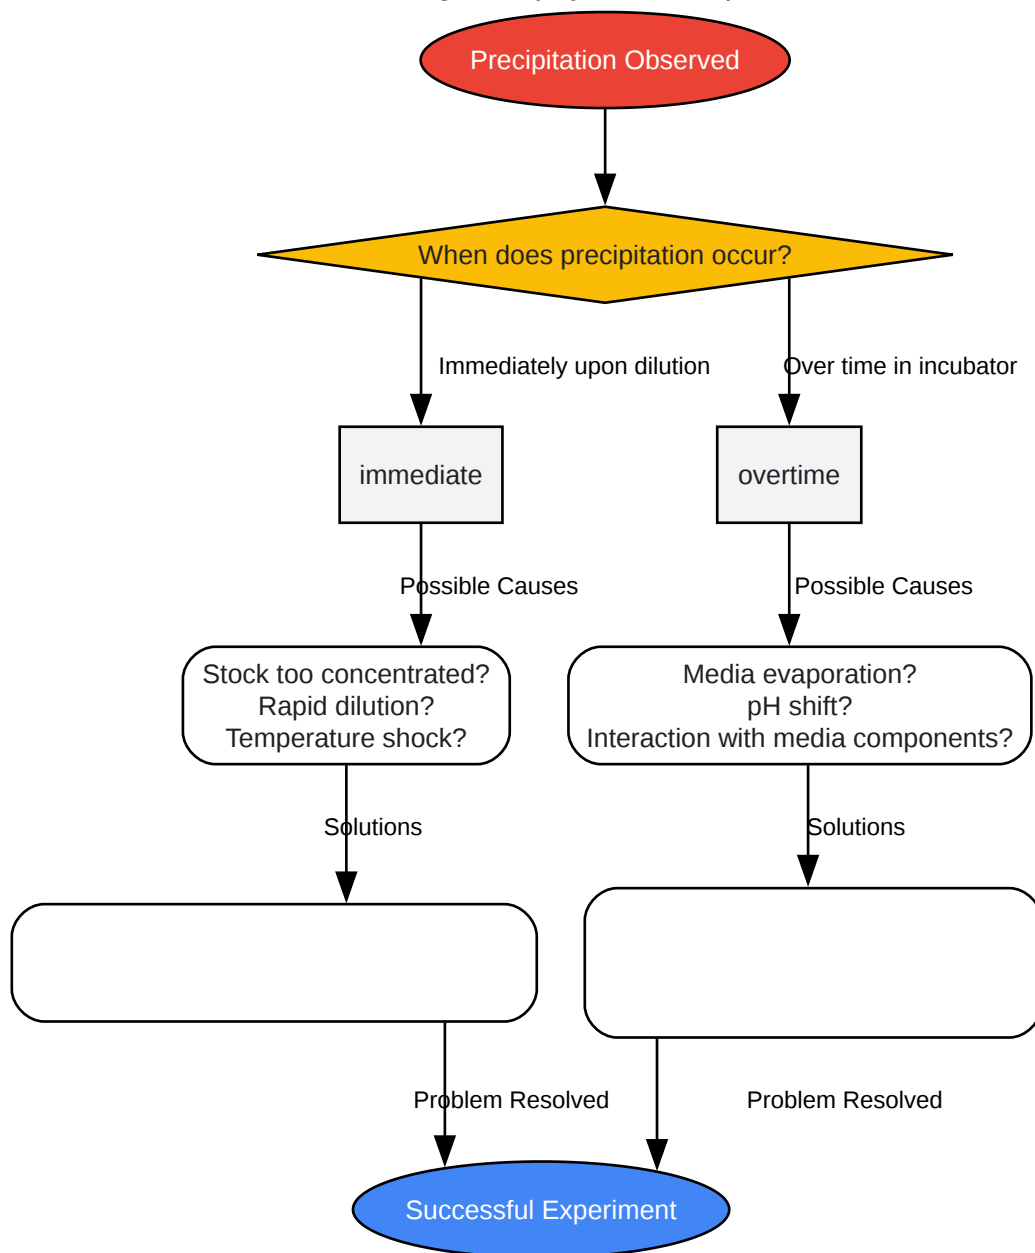 Precipitation Observed
When does precipitation occur?
Immediately upon dilution
Over time in incubator
immediate
overtime
Possible Causes
Possible Causes
Stock too concentrated?
Rapid dilution?
Temperature shock?
Media evaporation?
pH shift?
Interaction with media components?
Solutions
Solutions
Problem Resolved
Problem Resolved
Successful Experiment